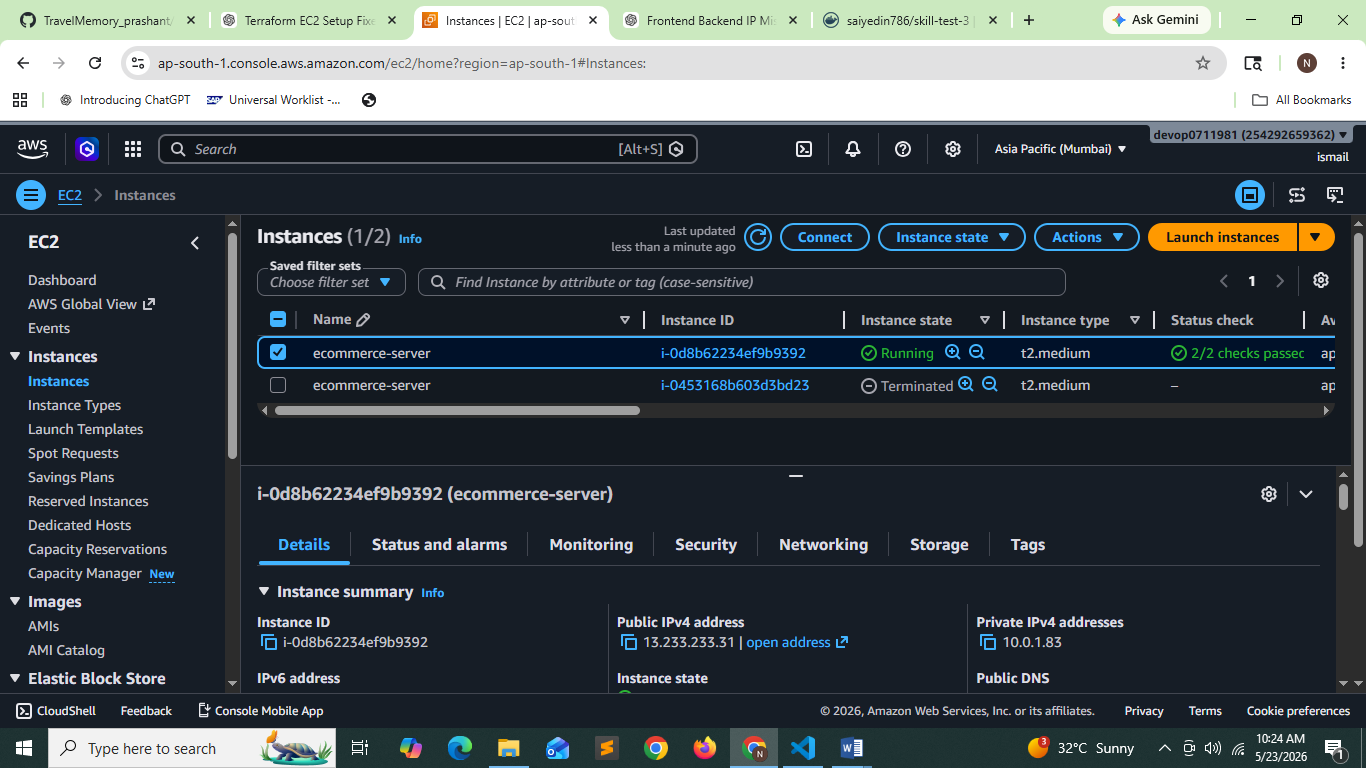 TravelMemory_prashant/
Terraform EC2 Setup Fixe
Instances | EC2 | ap-sout
Frontend Backend IP Mi
saiyedin786/skill-test-3 |
Ask Gemini
ap-south-1.console.aws.amazon.com/ec2/home?region=ap-south-1#Instances:
N
Introducing ChatGPT
SAP
Universal Worklist -...
All Bookmarks
aws
Search
[Alt+S]
Asia Pacific (Mumbai)
devop0711981 (254292659362)
ismail
EC2
Instances
EC2
Dashboard
AWS Global View
Events
Instances
Instances
Instance Types
Launch Templates
Spot Requests
Savings Plans
Reserved Instances
Dedicated Hosts
Capacity Reservations
Capacity Manager New
Images
AMIs
AMI Catalog
Elastic Block Store
Instances (1/2) Info
Last updated
less than a minute ago
Connect
Instance state
Actions
Launch instances
Saved filter sets
Choose filter set
Find Instance by attribute or tag (case-sensitive)
1
Name Instance ID Instance state Instance type Status check Av
ecommerce-server i-0d8b62234ef9b9392 Running t2.medium 2/2 checks passec ap
ecommerce-server i-0453168b603d3bd23 Terminated t2.medium – ap
i-0d8b62234ef9b9392 (ecommerce-server)
Details Status and alarms Monitoring Security Networking Storage Tags
Instance summary Info
Instance ID
i-0d8b62234ef9b9392
Public IPv4 address
13.233.233.31 | open address
Private IPv4 addresses
10.0.1.83
IPv6 address
Instance state
Public DNS
CloudShell Feedback Console Mobile App
© 2026, Amazon Web Services, Inc. or its affiliates. Privacy Terms Cookie preferences
Type here to search
N
W
3
32°C Sunny
10:24 AM
5/23/2026
1